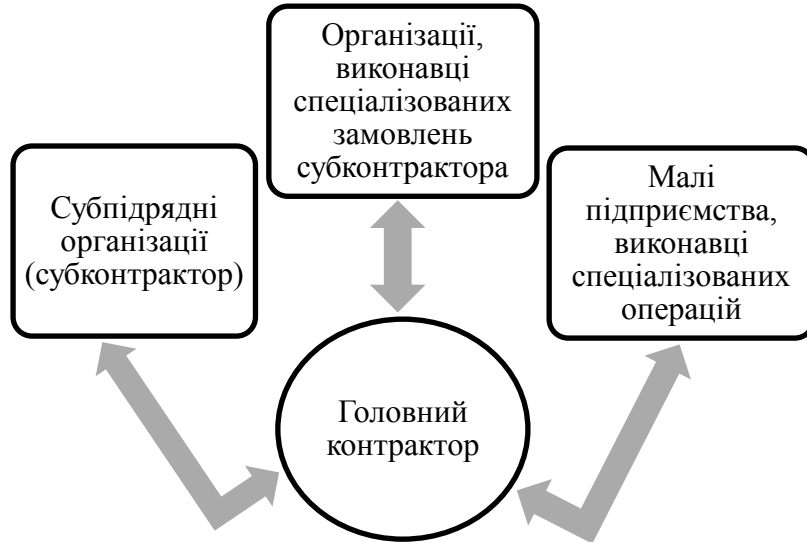 Організації,
виконавці
спеціалізованих
замовлень
субконтрактора
Субпідрядні
організації
(субконтрактор)
Малі
підприємства,
виконавці
спеціалізованих
операцій
Головний
контрактор